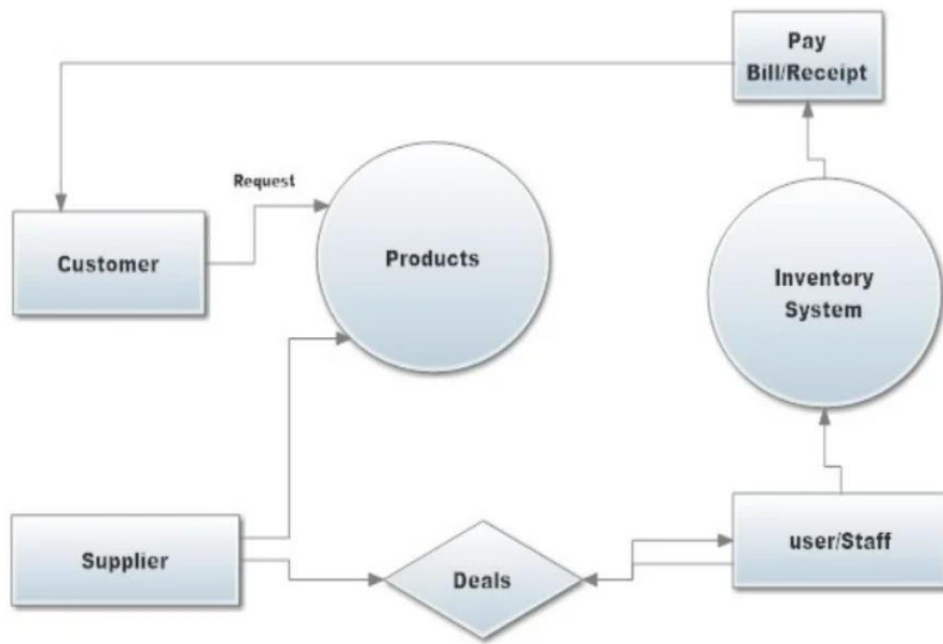 Pay
Bill/Receipt
Request
Customer
Products
Inventory
System
Supplier
Deals
user/Staff